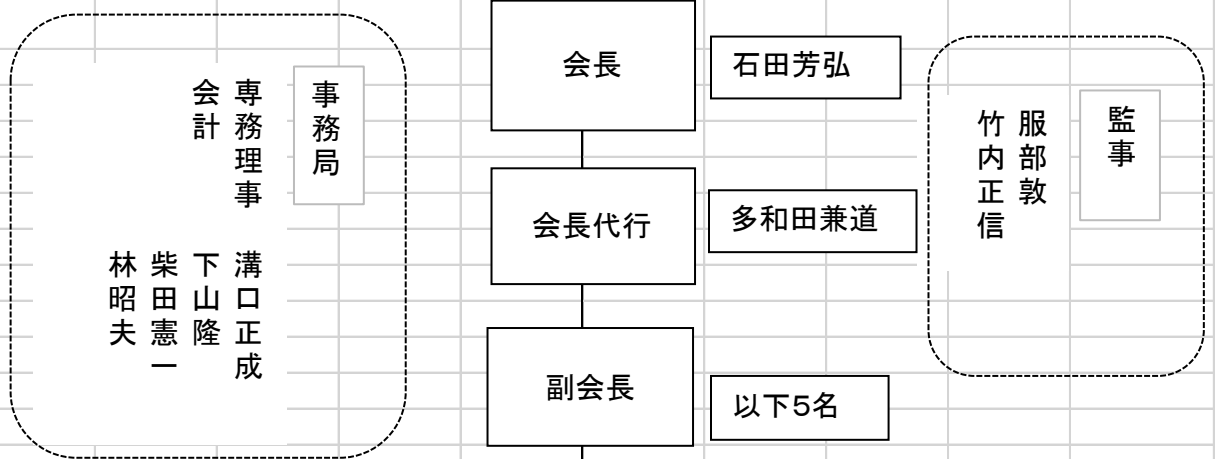 事務局
専務理事　溝口正成
会計　下山隆
柴田憲一
林昭夫
会長
石田芳弘
会長代行
多和田兼道
副会長
以下5名
監事
服部敦
竹内正信